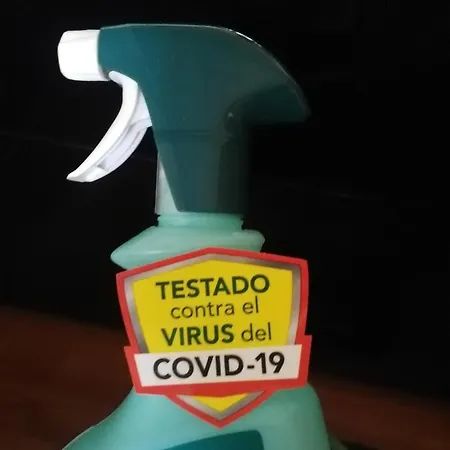 TESTADO
contra el
VIRUS del
COVID-19